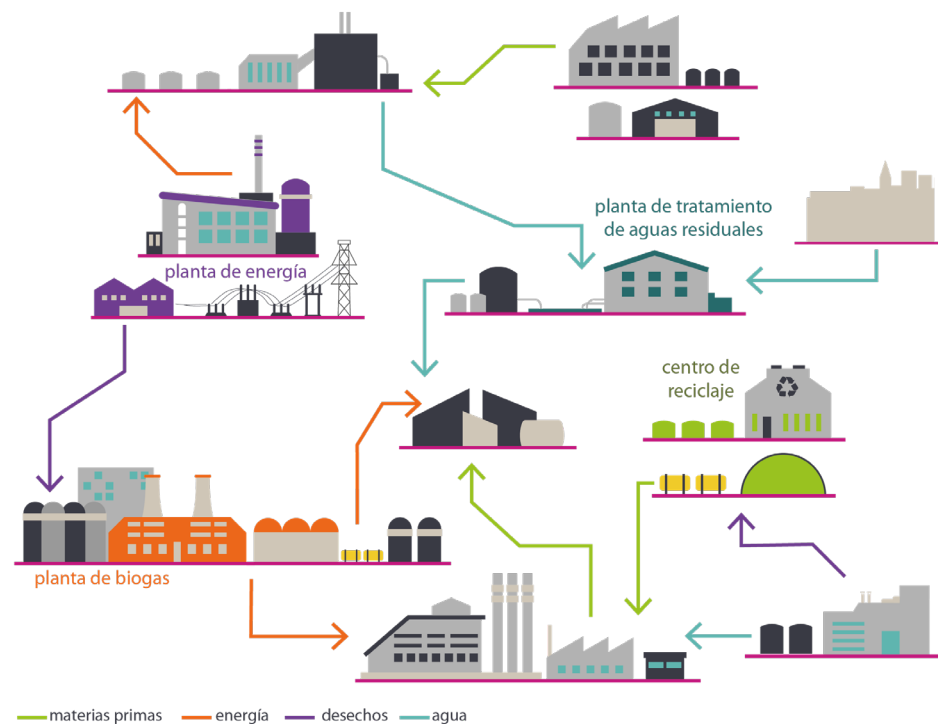 planta de tratamiento
de aguas residuales
planta de energía
centro de
reciclaje
planta de biogas
materias primas
energía
desechos
agua